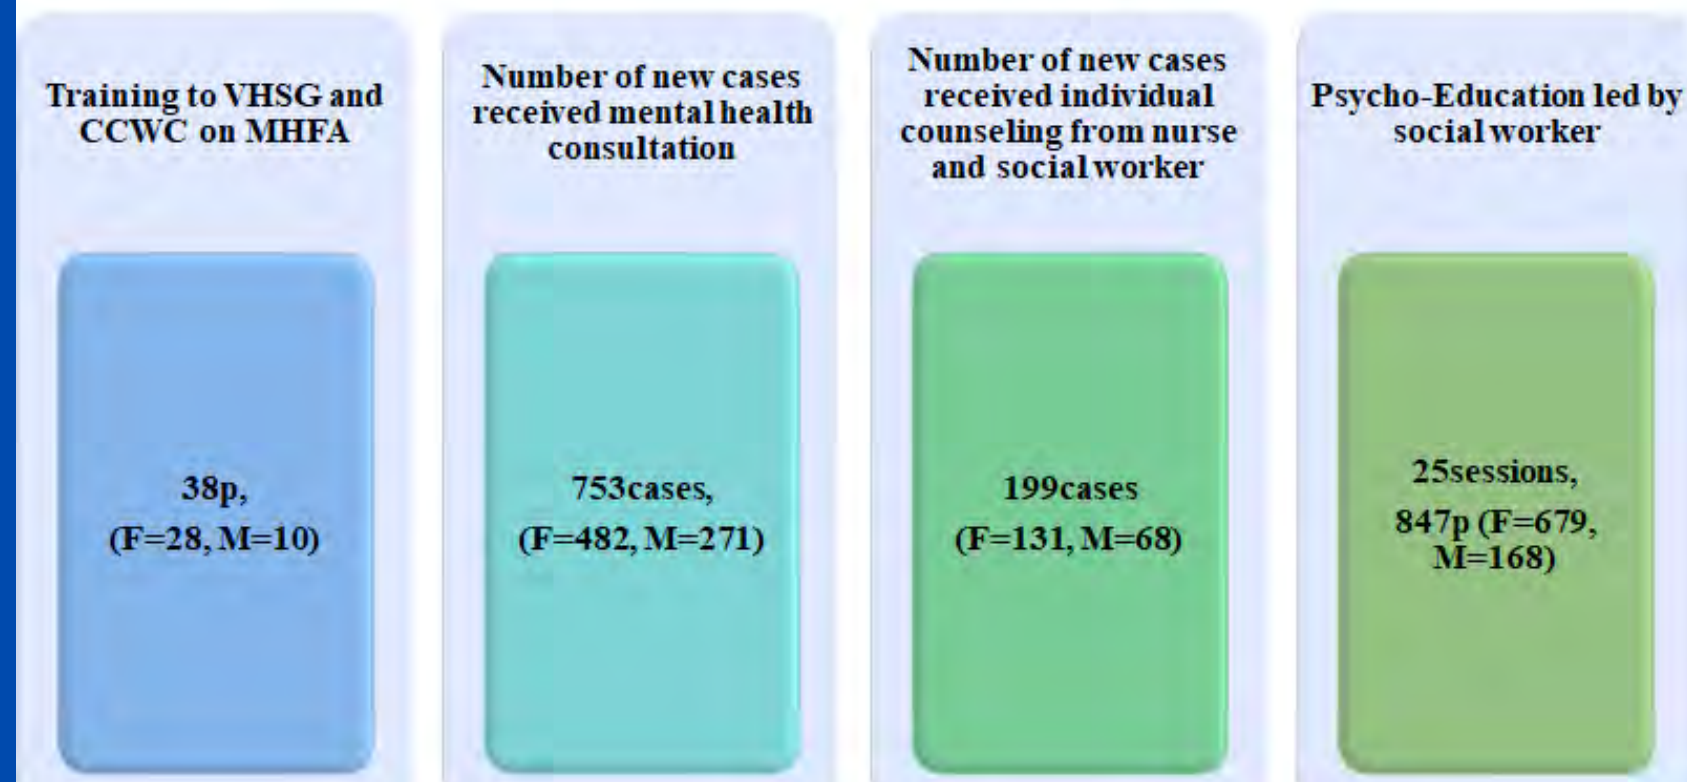 Training to VHSG and
CCWC on MHFA
38p,
(F=28, M=10)
Number of new cases
received mental health
consultation
753cases,
(F=482, M=271)
Number of new cases
received individual
counseling from nurse
and social worker
199cases
(F=131, M=68)
Psycho-Education led by
social worker
25sessions,
847p (F=679,
M=168)